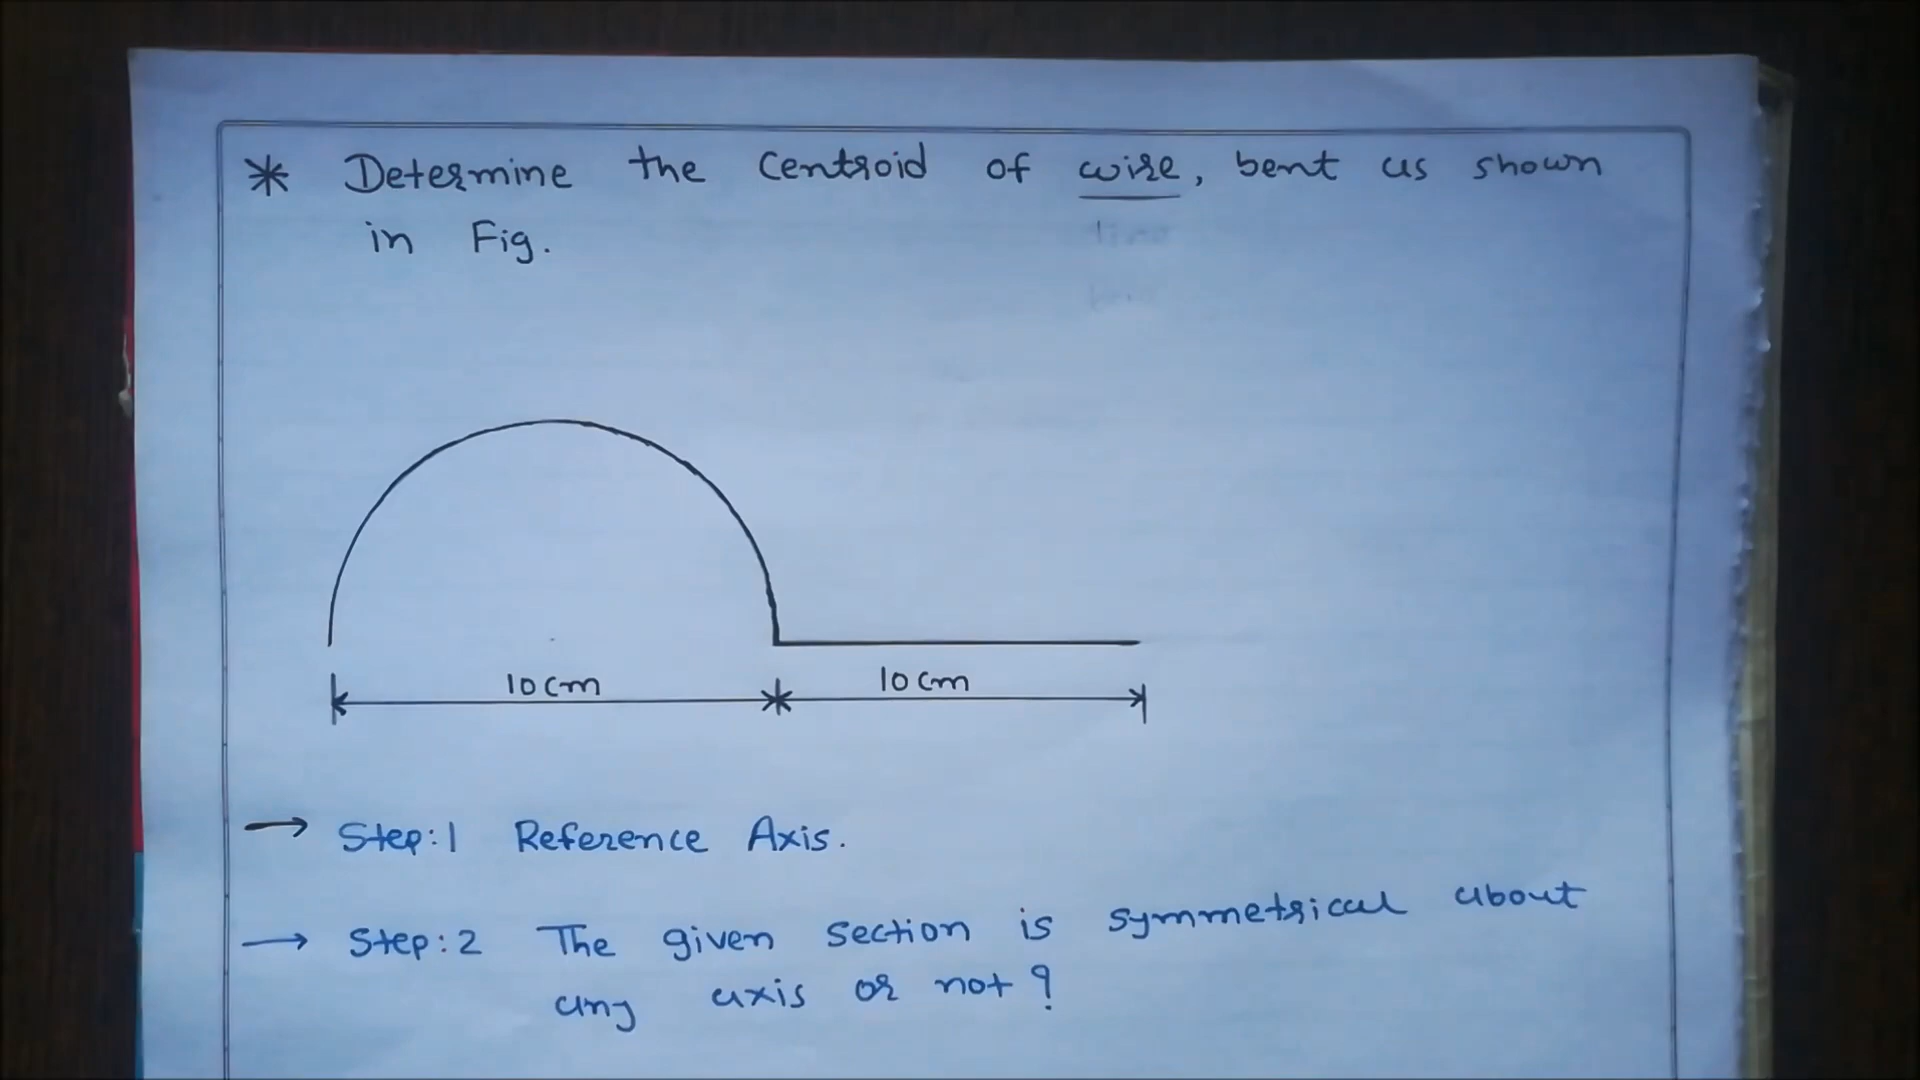 * Determine the Centroid of wire, bent as shown
in Fig.
10 cm
10 cm
→ Step:1 Reference Axis.
→ Step:2 The given section is symmetrical about
any axis or not?